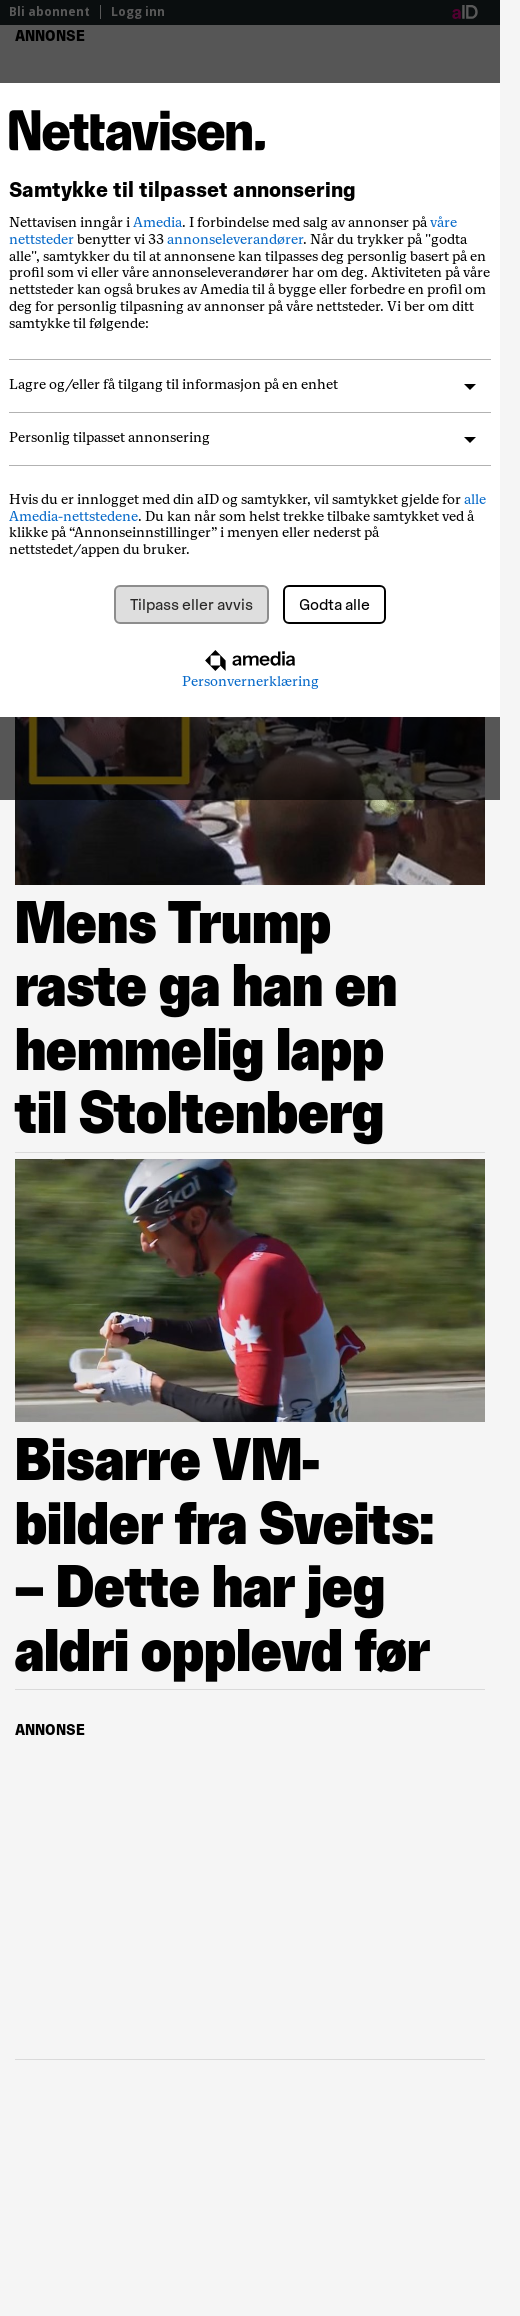 Bli abonnent
Logg inn
aID
ANNONSE
Nettavisen.
Samtykke til tilpasset annonsering
Nettavisen inngår i Amedia. I forbindelse med salg av annonser på våre
nettsteder benytter vi 33 annonseleverandører. Når du trykker på "godta
alle", samtykker du til at annonsene kan tilpasses deg personlig basert på en
profil som vi eller våre annonseleverandører har om deg. Aktiviteten på våre
nettsteder kan også brukes av Amedia til å bygge eller forbedre en profil om
deg for personlig tilpasning av annonser på våre nettsteder. Vi ber om ditt
samtykke til følgende:
Lagre og/eller få tilgang til informasjon på en enhet
Personlig tilpasset annonsering
Hvis du er innlogget med din aID og samtykker, vil samtykket gjelde for alle
Amedia-nettstedene. Du kan når som helst trekke tilbake samtykket ved å
klikke på “Annonseinnstillinger” i menyen eller nederst på
nettstedet/appen du bruker.
Tilpass eller avvis
Godta alle
amedia
Personvernerklæring
Mens Trump
raste ga han en
hemmelig lapp
til Stoltenberg
ekoi
Bisarre VM-
bilder fra Sveits:
– Dette har jeg
aldri opplevd før
ANNONSE